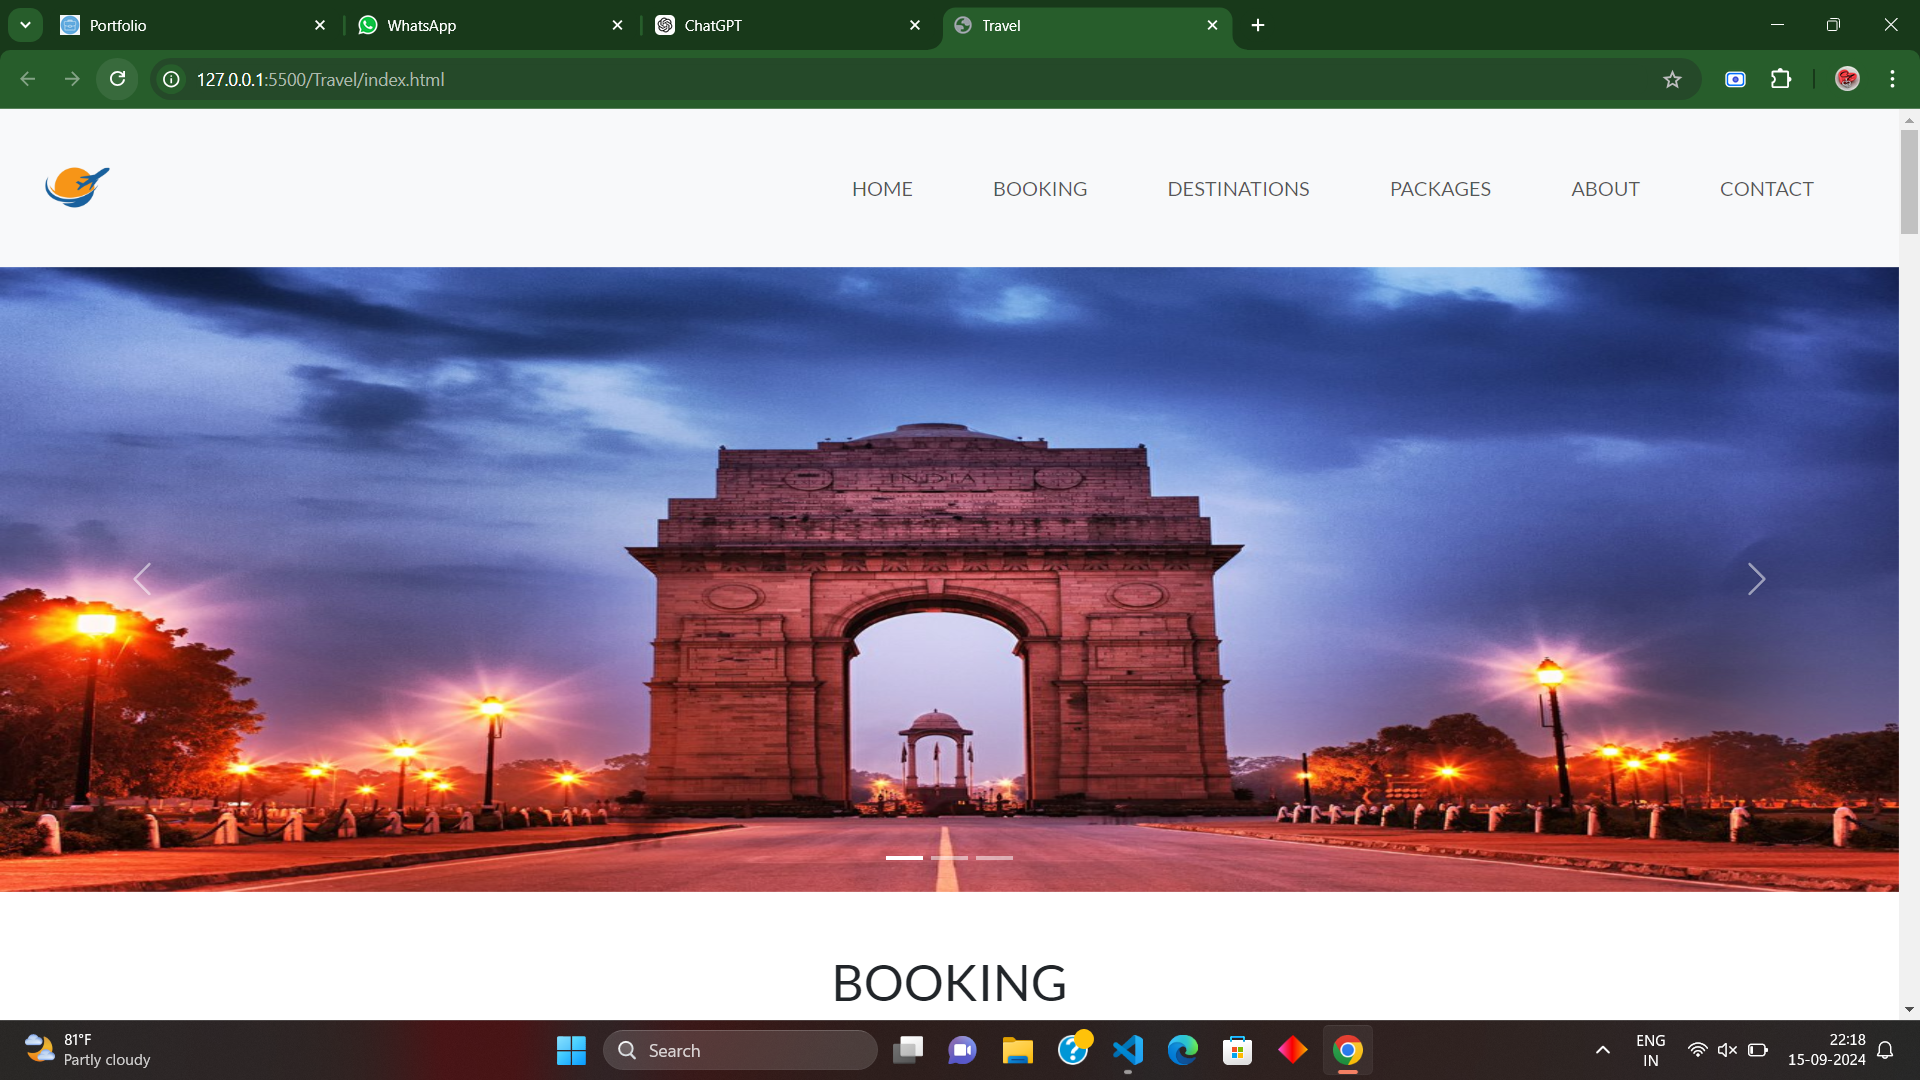 Portfolio
WhatsApp
ChatGPT
Travel
127.0.0.1:5500/Travel/index.html
HOME
BOOKING
DESTINATIONS
PACKAGES
ABOUT
CONTACT
INDIA
BOOKING
81°F
Partly cloudy
Search
ENG
IN
22:18
15-09-2024